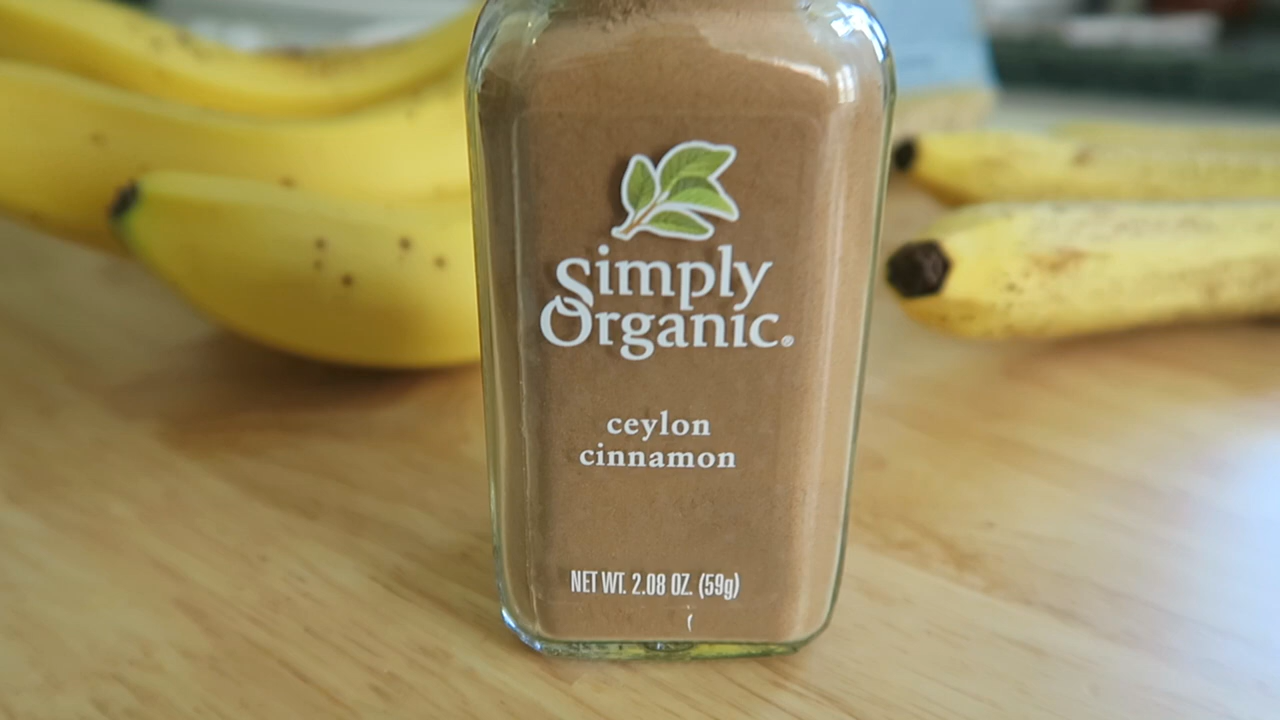 Simply
Organic®
ceylon
cinnamon
NET WT. 2.08 OZ. (59g)